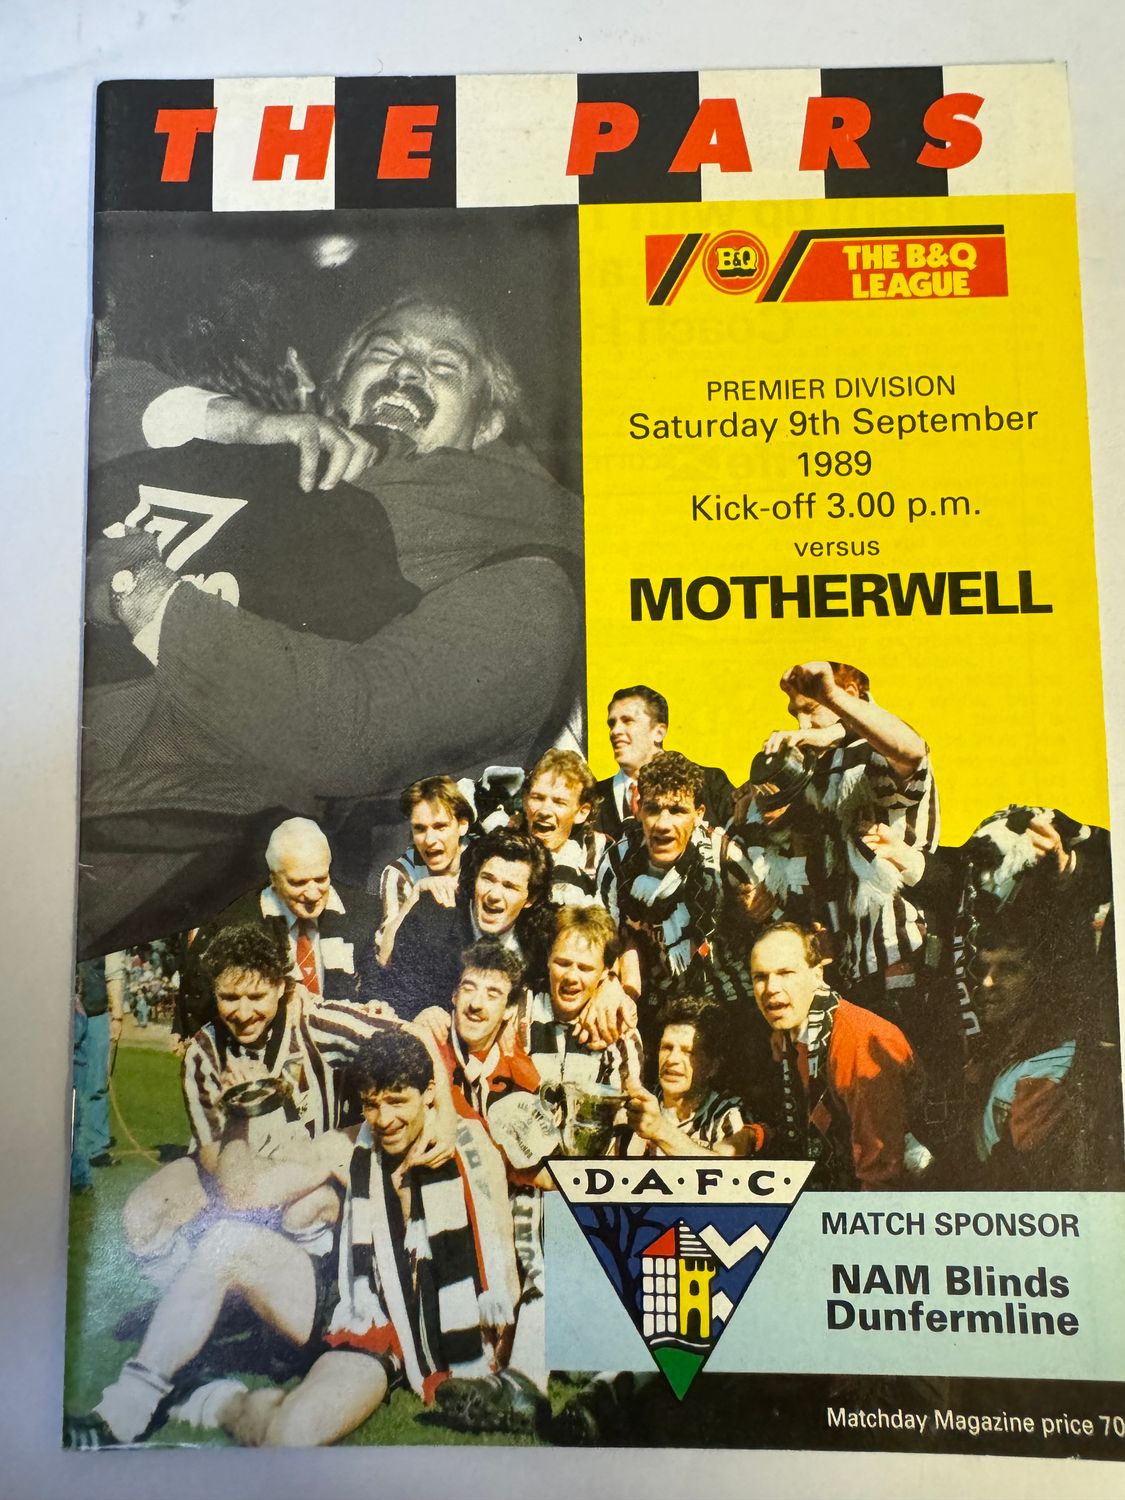 THE PARS
B&Q
THE B&Q
LEAGUE
PREMIER DIVISION
Saturday 9th September
1989
Kick-off 3.00 p.m.
versus
MOTHERWELL
·D·A·F·C·
MATCH SPONSOR
NAM Blinds
Dunfermline
Matchday Magazine price 70